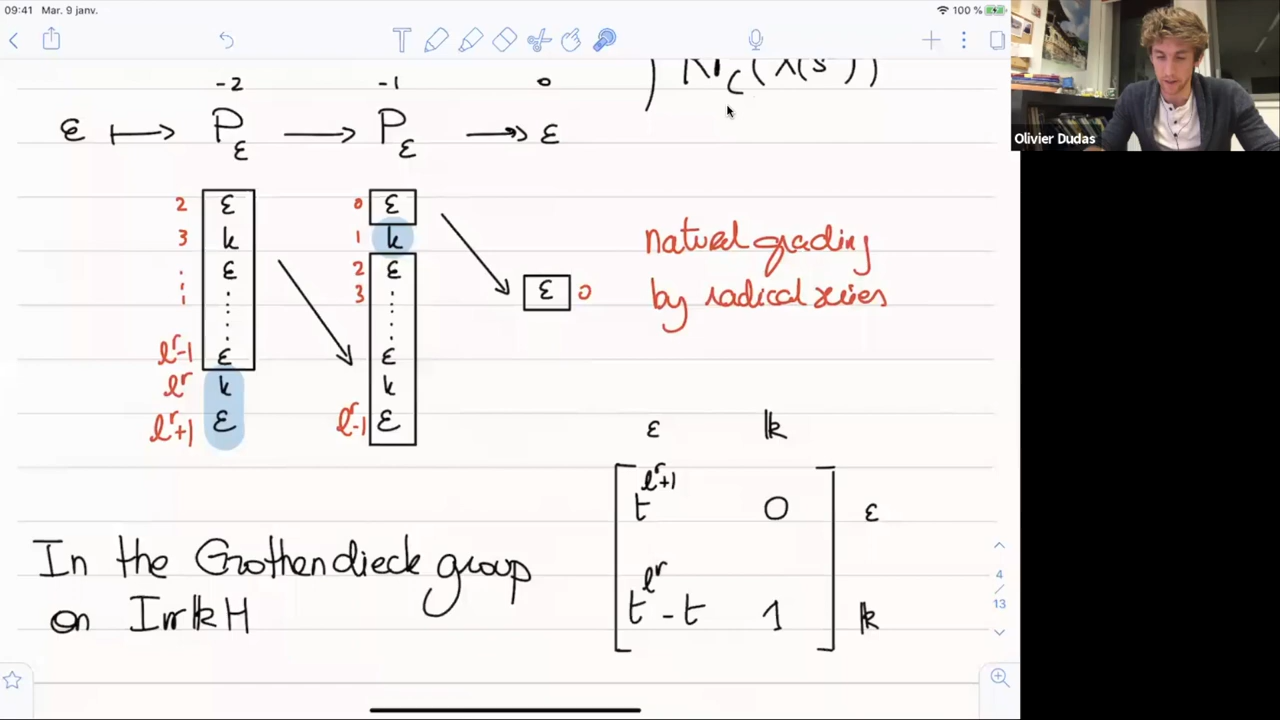 09:41 Mar. 9 janv.
100 %
-2 -1 0
ε ↦ P_ε → P_ε ↠ ε
2 ε 0 ε
3 k 1 k
⋮ ε 2 ε
⋮ 3 ⋮
ε 0
l^r-1 ε ε
l^r k k
l^r+1 ε l^r-1 ε
natural grading
by radical series
ε 𝕜
t^{l^r+1} 0 ε
t^{l^r} - t 1 𝕜
In the Grothendieck group
on Irr 𝕜H
4
/
13
Olivier Dudas